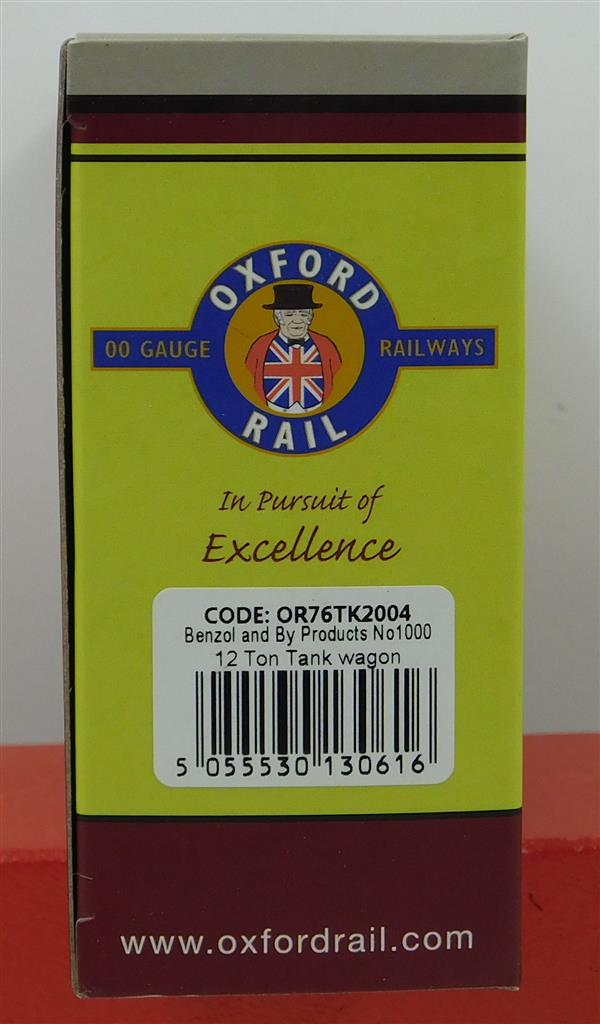 OXFORD
00 GAUGE RAILWAYS
RAIL
In Pursuit of
Excellence
CODE: OR76TK2004
Benzol and By Products No1000
12 Ton Tank wagon
5 055530 130616
www.oxfordrail.com